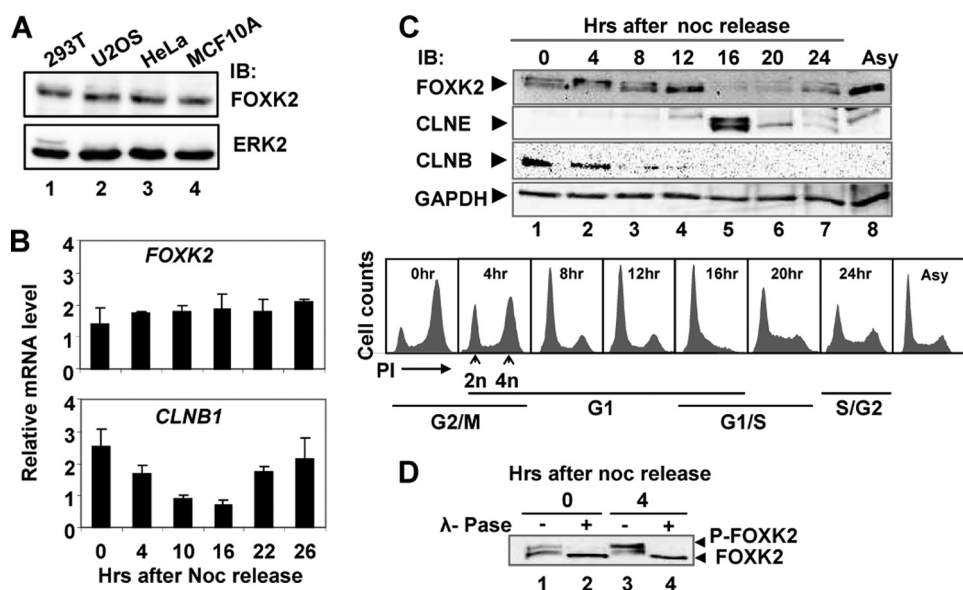 A
293T U2OS HeLa MCF10A
IB:
FOXK2
ERK2
1 2 3 4
B
FOXK2
4
3
2
1
0
CLNB1
4
3
2
1
0
Relative mRNA level
0 4 10 16 22 26
Hrs after Noc release
C
Hrs after noc release
IB: 0 4 8 12 16 20 24 Asy
FOXK2
CLNE
CLNB
GAPDH
1 2 3 4 5 6 7 8
Cell counts
0hr 4hr 8hr 12hr 16hr 20hr 24hr Asy
PI
2n 4n
G2/M G1 G1/S S/G2
D
Hrs after noc release
0 4
λ- Pase - + - +
P-FOXK2
FOXK2
1 2 3 4